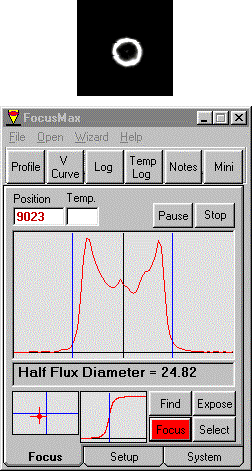 FocusMax
File Open Wizard Help
Profile V Curve Log Temp Log Notes Mini
Position Temp.
9023 Pause Stop
Half Flux Diameter = 24.82
Find Expose
Focus Select
Focus Setup System